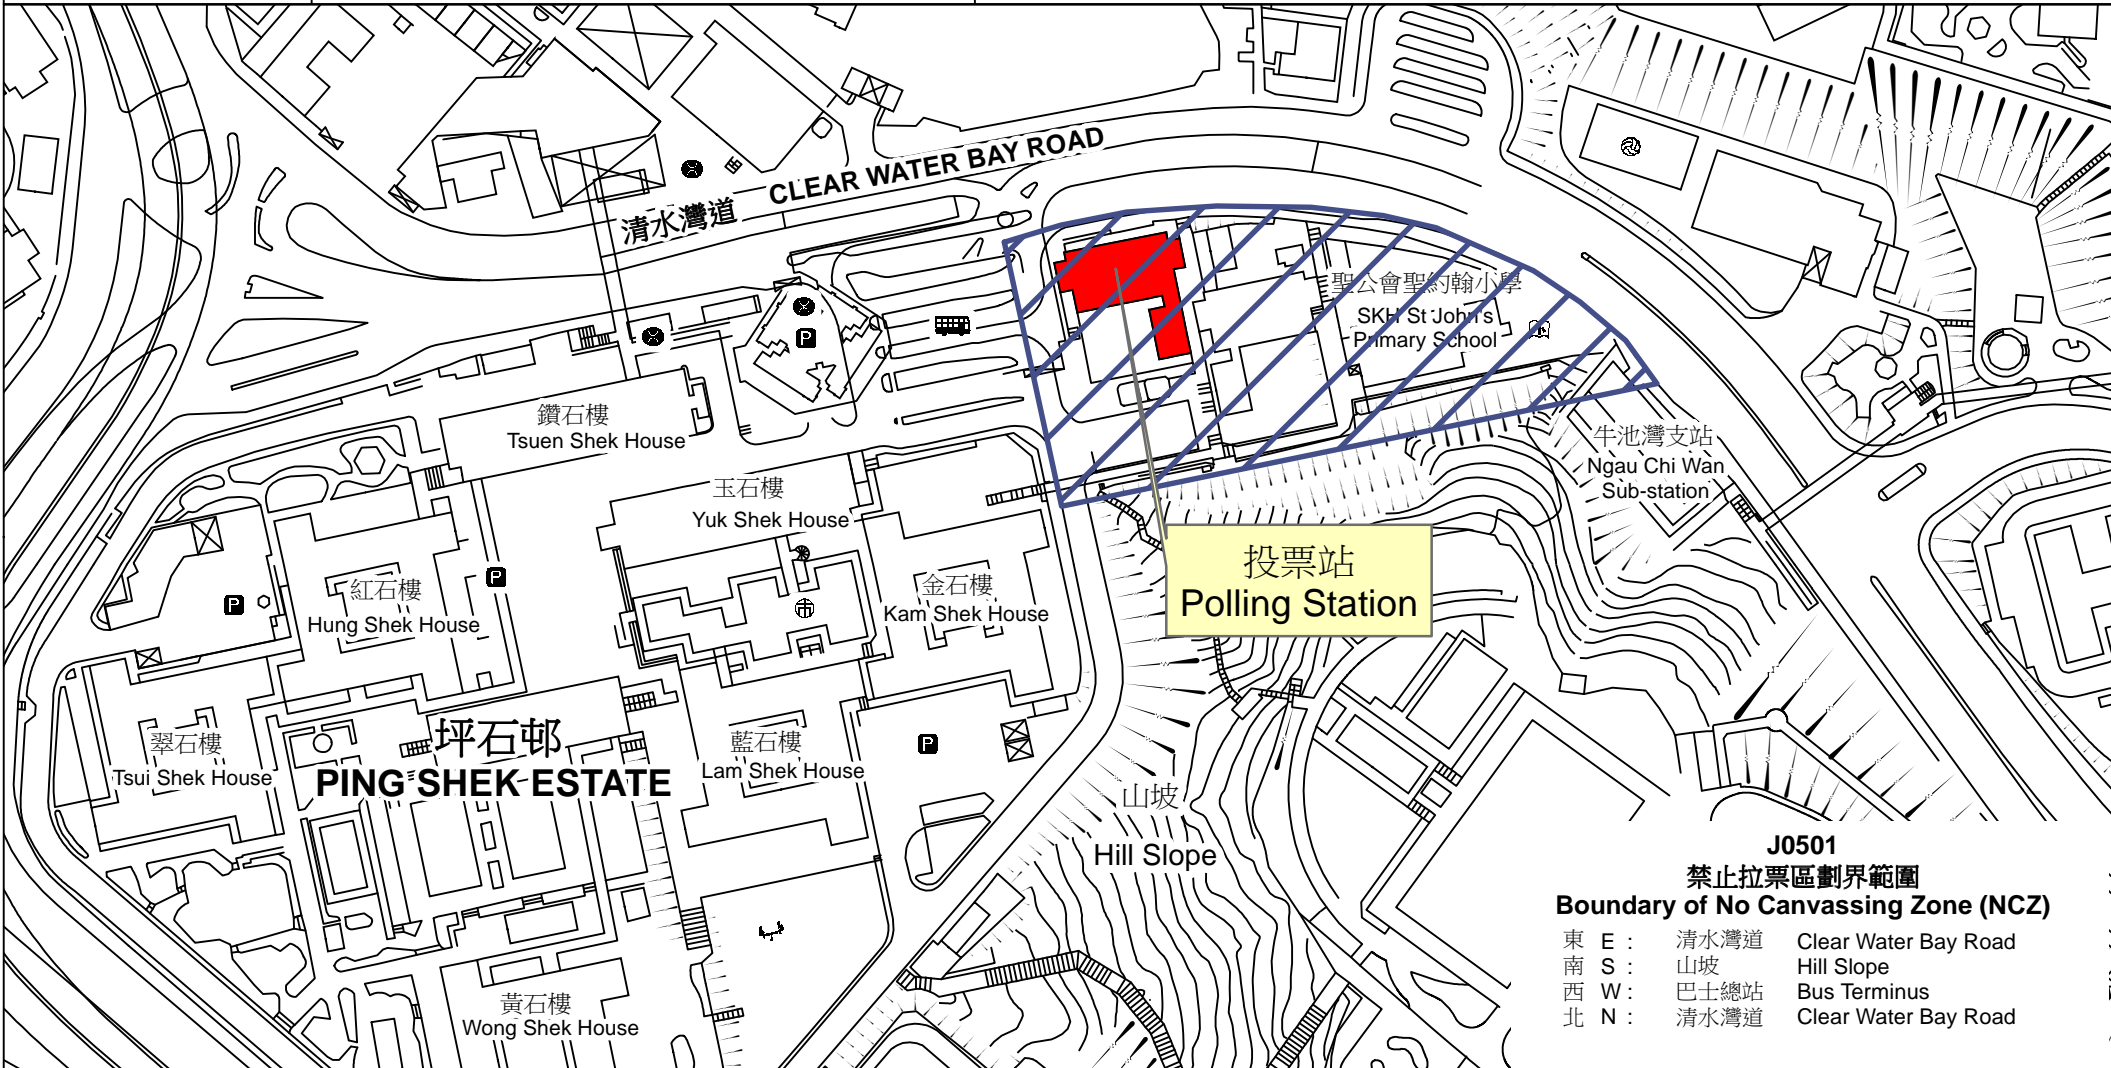 清水灣道 CLEAR WATER BAY ROAD
聖公會聖約翰小學
SKH St John's
Primary School
鑽石樓
Tsuen Shek House
牛池灣支站
Ngau Chi Wan
Sub-station
玉石樓
Yuk Shek House
投票站
Polling Station
紅石樓
Hung Shek House
金石樓
Kam Shek House
P
P
P
P
翠石樓
Tsui Shek House
坪石邨
PING SHEK ESTATE
藍石樓
Lam Shek House
山坡
Hill Slope
黃石樓
Wong Shek House
J0501
禁止拉票區劃界範圍
Boundary of No Canvassing Zone (NCZ)
東 E : 清水灣道 Clear Water Bay Road
南 S : 山坡 Hill Slope
西 W : 巴士總站 Bus Terminus
北 N : 清水灣道 Clear Water Bay Road